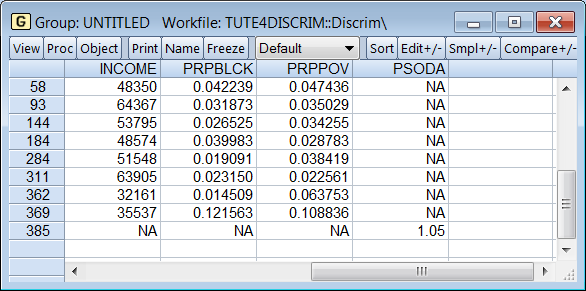 G Group: UNTITLED Workfile: TUTE4DISCRIM::Discrim\
View Proc Object Print Name Freeze Default Sort Edit+/- Smpl+/- Compare+/-
INCOME PRPBLCK PRPPOV PSODA
58 48350 0.042239 0.047436 NA
93 64367 0.031873 0.035029 NA
144 53795 0.026525 0.034255 NA
184 48574 0.039983 0.028783 NA
284 51548 0.019091 0.038419 NA
311 63905 0.023150 0.022561 NA
362 32161 0.014509 0.063753 NA
369 35537 0.121563 0.108836 NA
385 NA NA NA 1.05